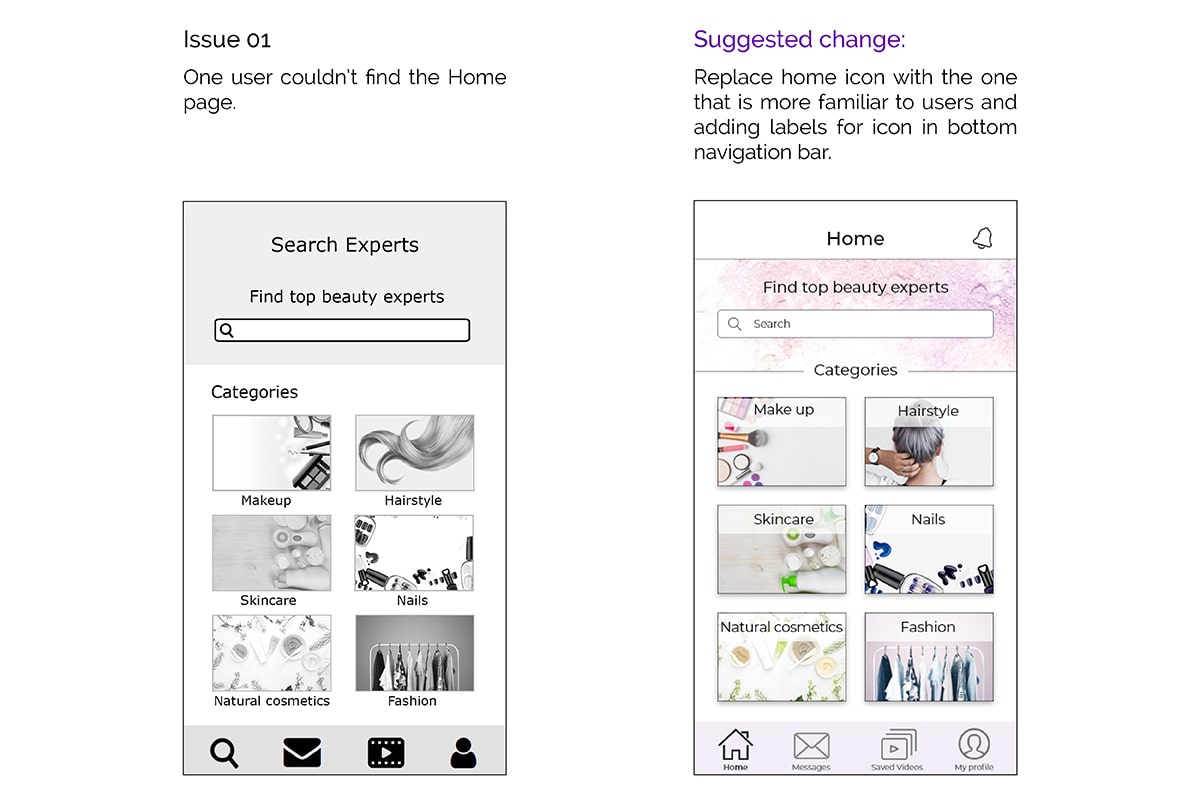 Issue 01
One user couldn't find the Home
page.
Suggested change:
Replace home icon with the one
that is more familiar to users and
adding labels for icon in bottom
navigation bar.
Search Experts
Find top beauty experts
Categories
Makeup
Hairstyle
Skincare
Nails
Natural cosmetics
Fashion
Home
Find top beauty experts
Search
Categories
Make up
Hairstyle
Skincare
Nails
Natural cosmetics
Fashion
Home
Messages
Saved Videos
My profile